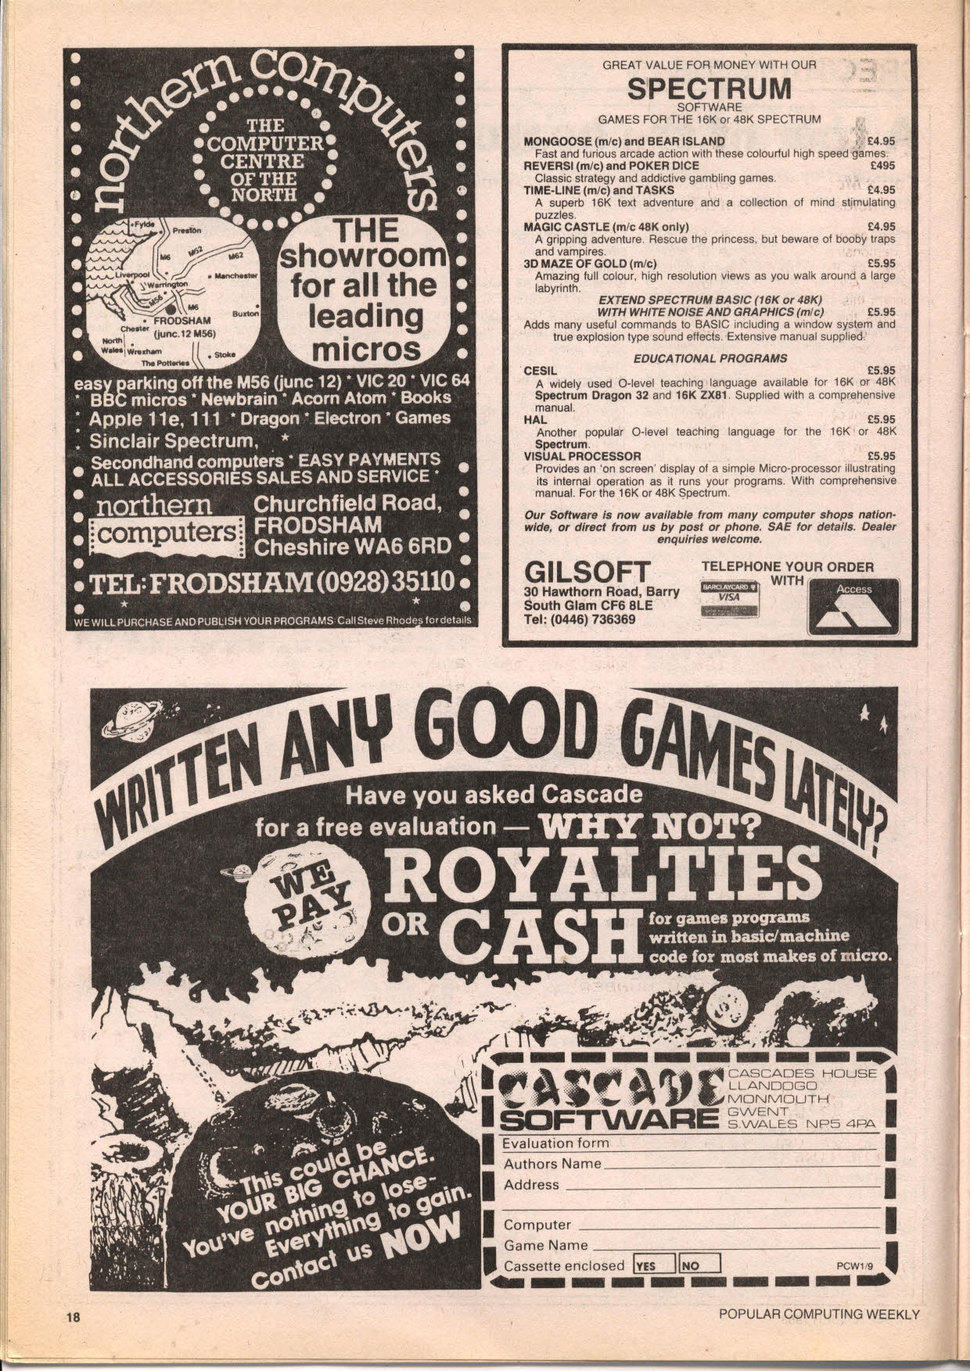 northern computers
THE
COMPUTER
CENTRE
OF THE
NORTH
Fylde
Preston
M6
M52
M62
Liverpool
Warrington
Manchester
M56
M6
FRODSHAM
(junc.12 M56)
Chester
Buxton
North
Wales
Wrexham
Stoke
The Potteries
THE
showroom
for all the
leading
micros
easy parking off the M56 (junc 12) * VIC 20 * VIC 64
* BBC micros * Newbrain * Acorn Atom * Books
Apple 11e, 111 * Dragon * Electron * Games
Sinclair Spectrum, *
Secondhand computers * EASY PAYMENTS
ALL ACCESSORIES SALES AND SERVICE *
northern
computers
Churchfield Road,
FRODSHAM
Cheshire WA6 6RD
TEL: FRODSHAM (0928) 35110
WE WILL PURCHASE AND PUBLISH YOUR PROGRAMS Call Steve Rhodes for details
GREAT VALUE FOR MONEY WITH OUR
SPECTRUM
SOFTWARE
GAMES FOR THE 16K or 48K SPECTRUM
MONGOOSE (m/c) and BEAR ISLAND £4.95
Fast and furious arcade action with these colourful high speed games.
REVERSI (m/c) and POKER DICE £495
Classic strategy and addictive gambling games.
TIME-LINE (m/c) and TASKS £4.95
A superb 16K text adventure and a collection of mind stimulating
puzzles.
MAGIC CASTLE (m/c 48K only) £4.95
A gripping adventure. Rescue the princess, but beware of booby traps
and vampires.
3D MAZE OF GOLD (m/c) £5.95
Amazing full colour, high resolution views as you walk around a large
labyrinth.
EXTEND SPECTRUM BASIC (16K or 48K)
WITH WHITE NOISE AND GRAPHICS (m/c) £5.95
Adds many useful commands to BASIC including a window system and
true explosion type sound effects. Extensive manual supplied.
EDUCATIONAL PROGRAMS
CESIL £5.95
A widely used O-level teaching language available for 16K or 48K
Spectrum Dragon 32 and 16K ZX81. Supplied with a comprehensive
manual.
HAL £5.95
Another popular O-level teaching language for the 16K or 48K
Spectrum.
VISUAL PROCESSOR £5.95
Provides an 'on screen' display of a simple Micro-processor illustrating
its internal operation as it runs your programs. With comprehensive
manual. For the 16K or 48K Spectrum.
Our Software is now available from many computer shops nation-
wide, or direct from us by post or phone. SAE for details. Dealer
enquiries welcome.
GILSOFT
30 Hawthorn Road, Barry
South Glam CF6 8LE
Tel: (0446) 736369
TELEPHONE YOUR ORDER
WITH
BARCLAYCARD
VISA
Access
WRITTEN ANY GOOD GAMES LATELY?
Have you asked Cascade
for a free evaluation — WHY NOT?
WE
PAY
ROYALTIES
OR CASH
for games programs
written in basic/machine
code for most makes of micro.
This could be
YOUR BIG CHANCE.
You've nothing to lose-
Everything to gain.
Contact us NOW
CASCADE
SOFTWARE
CASCADES HOUSE
LLANDOGO
MONMOUTH
GWENT
S.WALES NP5 4PA
Evaluation form
Authors Name
Address
Computer
Game Name
Cassette enclosed YES NO
PCW1/9
18
POPULAR COMPUTING WEEKLY